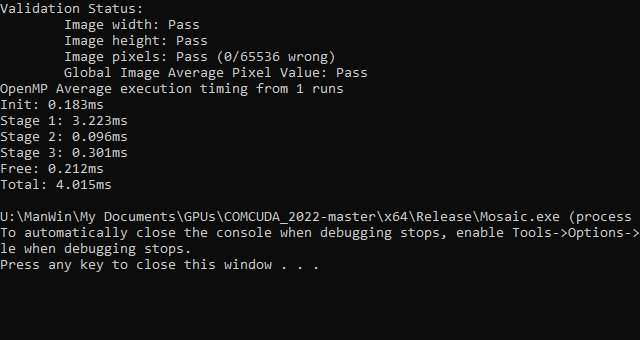 Validation Status:
Image width: Pass
Image height: Pass
Image pixels: Pass (0/65536 wrong)
Global Image Average Pixel Value: Pass
OpenMP Average execution timing from 1 runs
Init: 0.183ms
Stage 1: 3.223ms
Stage 2: 0.096ms
Stage 3: 0.301ms
Free: 0.212ms
Total: 4.015ms
U:\ManWin\My Documents\GPUs\COMCUDA_2022-master\x64\Release\Mosaic.exe (process
To automatically close the console when debugging stops, enable Tools->Options->
le when debugging stops.
Press any key to close this window . . .